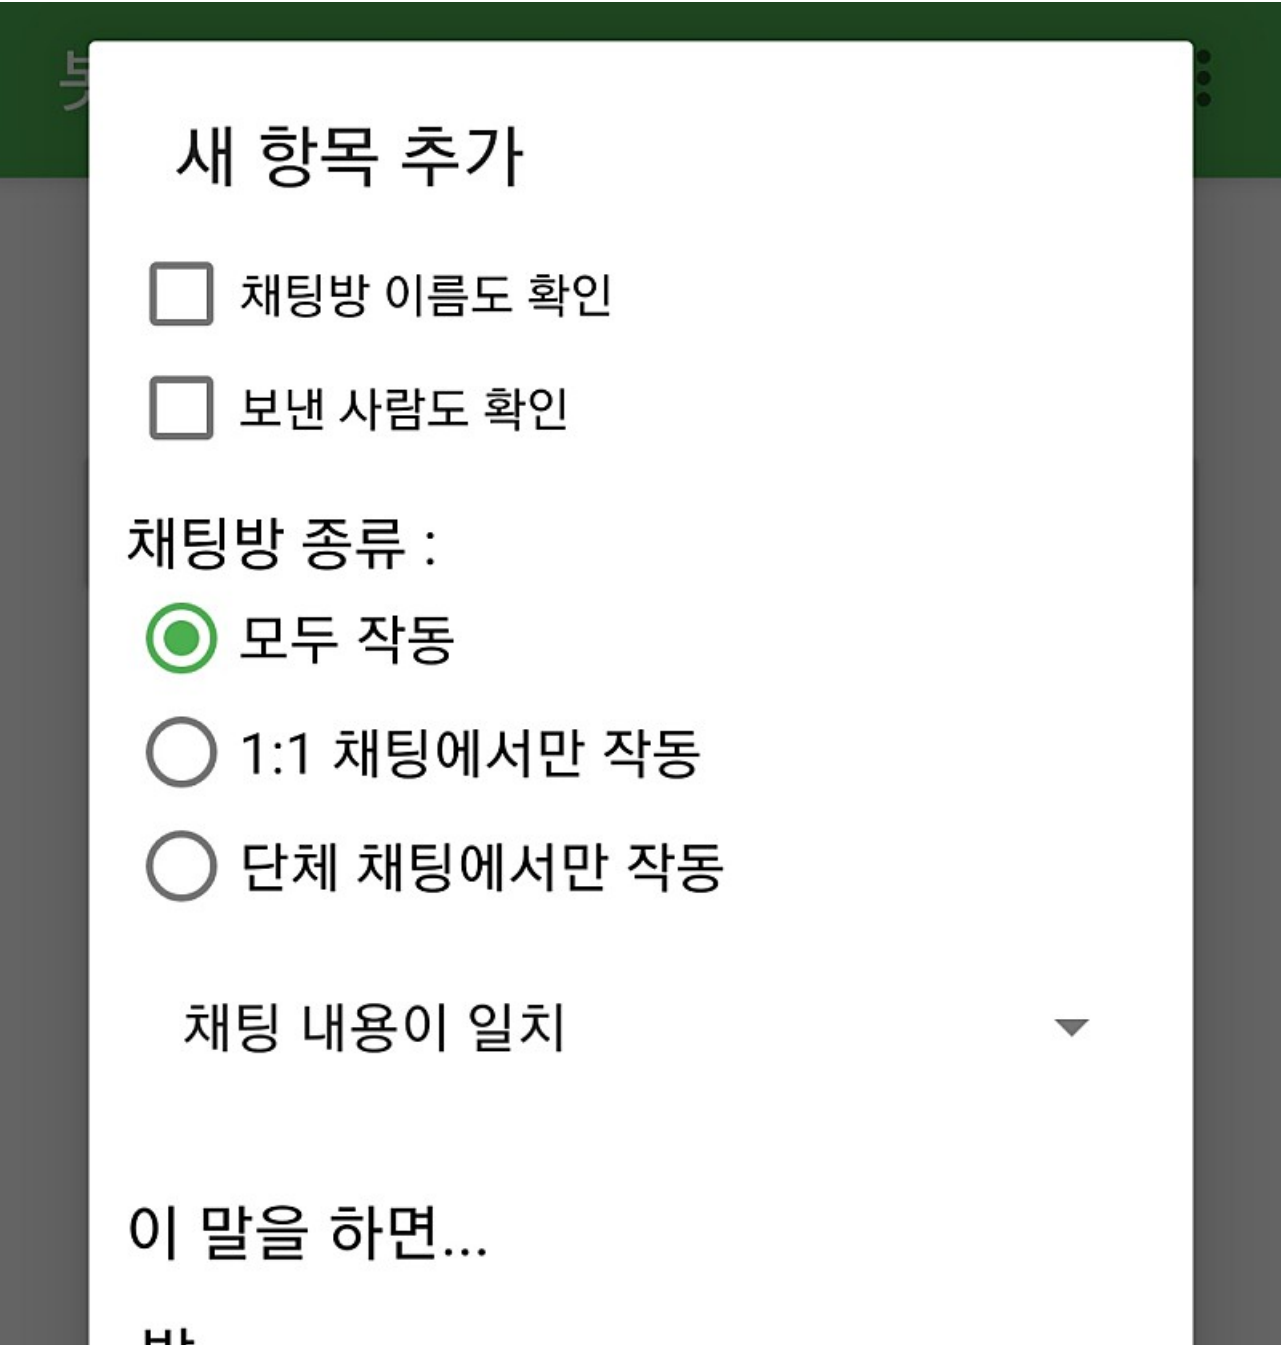 새 항목 추가
채팅방 이름도 확인
보낸 사람도 확인
채팅방 종류 :
모두 작동
1:1 채팅에서만 작동
단체 채팅에서만 작동
채팅 내용이 일치
이 말을 하면...